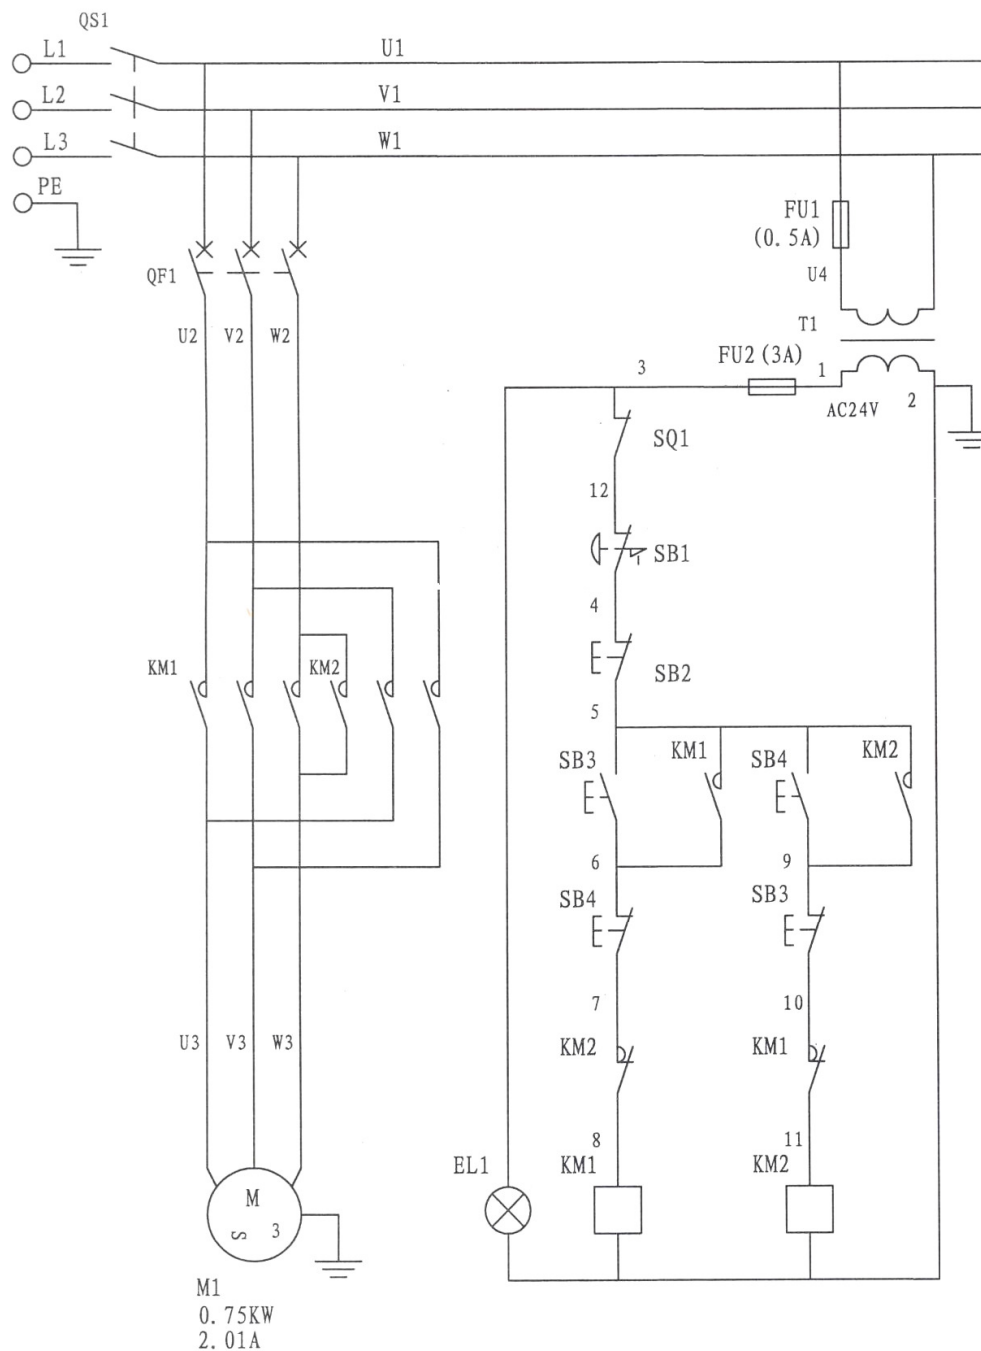 QS1
L1
U1
L2
V1
L3
W1
PE
FU1
(0.5A)
QF1
U4
U2
V2
W2
T1
FU2 (3A)
3
1
AC24V
2
SQ1
12
SB1
4
KM1
KM2
SB2
5
SB3
KM1
SB4
KM2
6
9
SB4
SB3
7
10
U3
V3
W3
KM2
KM1
8
11
EL1
KM1
KM2
M
S
3
M1
0.75KW
2.01A